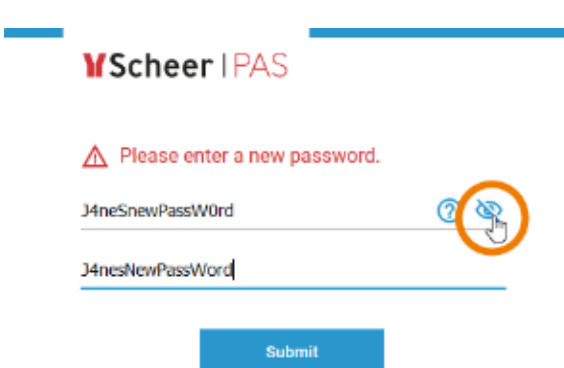 Scheer | PAS
Please enter a new password.
J4neSnewPassW0rd
J4nesNewPassWord
Submit